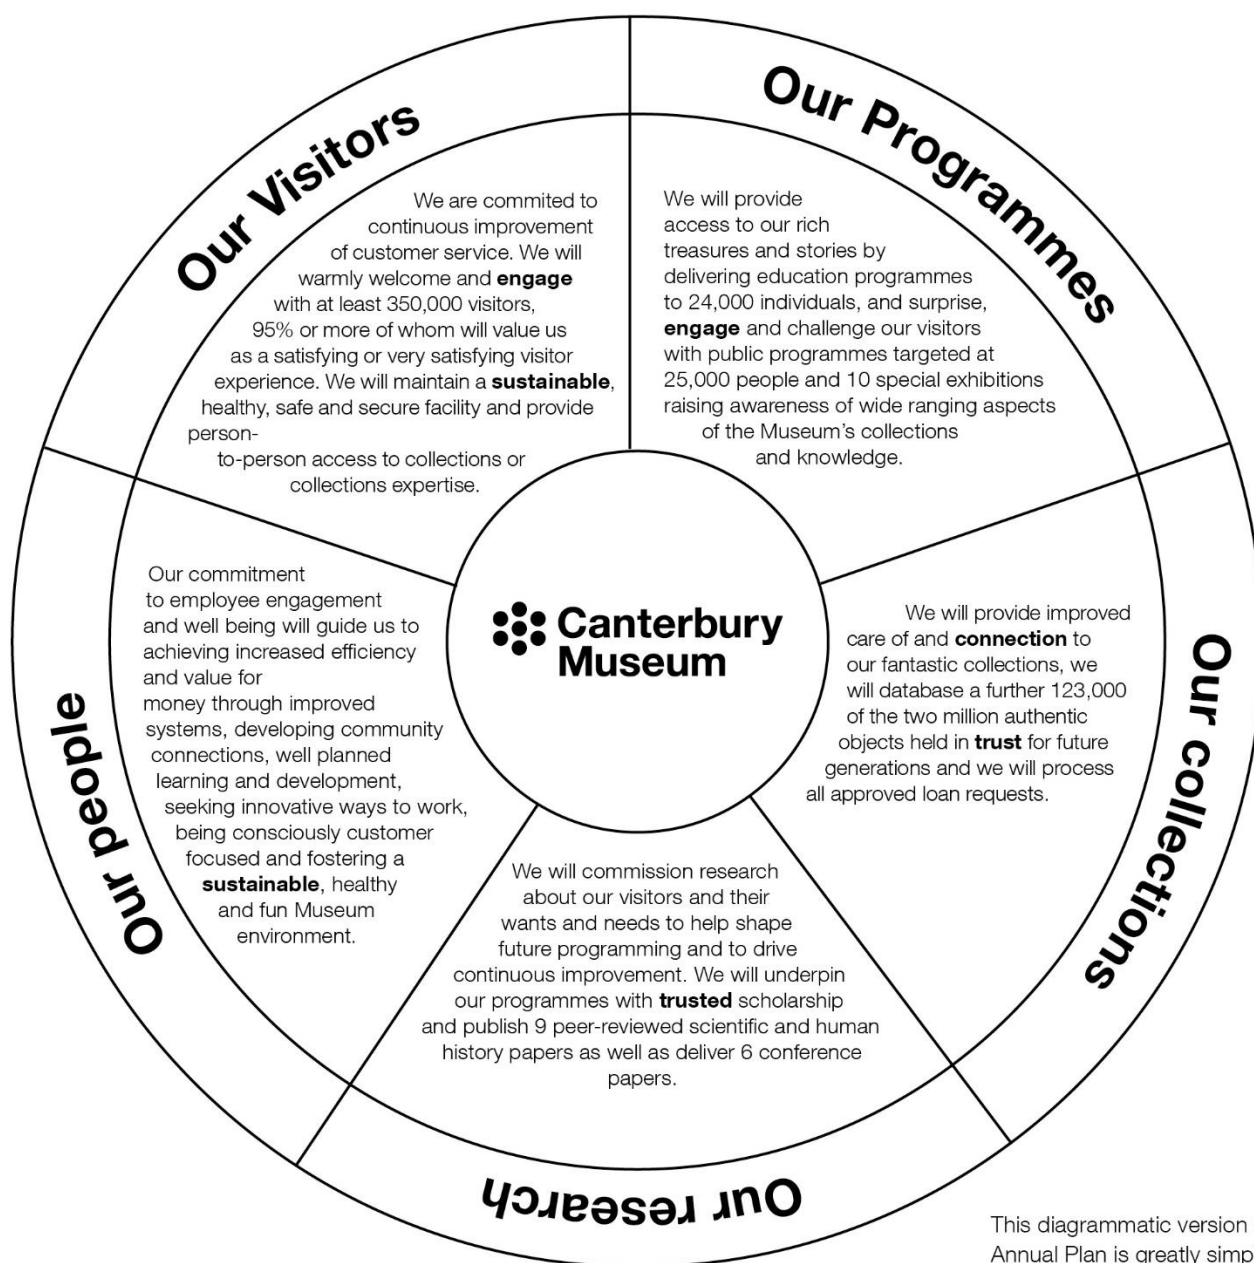 Our Visitors
We are commited to
continuous improvement
of customer service. We will
warmly welcome and engage
with at least 350,000 visitors,
95% or more of whom will value us
as a satisfying or very satisfying visitor
experience. We will maintain a sustainable,
healthy, safe and secure facility and provide
person-
to-person access to collections or
collections expertise.
Our Programmes
We will provide
access to our rich
treasures and stories by
delivering education programmes
to 24,000 individuals, and surprise,
engage and challenge our visitors
with public programmes targeted at
25,000 people and 10 special exhibitions
raising awareness of wide ranging aspects
of the Museum’s collections
and knowledge.
Our collections
We will provide improved
care of and connection to
our fantastic collections, we
will database a further 123,000
of the two million authentic
objects held in trust for future
generations and we will process
all approved loan requests.
Our research
We will commission research
about our visitors and their
wants and needs to help shape
future programming and to drive
continuous improvement. We will underpin
our programmes with trusted scholarship
and publish 9 peer-reviewed scientific and human
history papers as well as deliver 6 conference
papers.
Our people
Our commitment
to employee engagement
and well being will guide us to
achieving increased efficiency
and value for
money through improved
systems, developing community
connections, well planned
learning and development,
seeking innovative ways to work,
being consciously customer
focused and fostering a
sustainable, healthy
and fun Museum
environment.
Canterbury
Museum
This diagrammatic version
Annual Plan is greatly simp